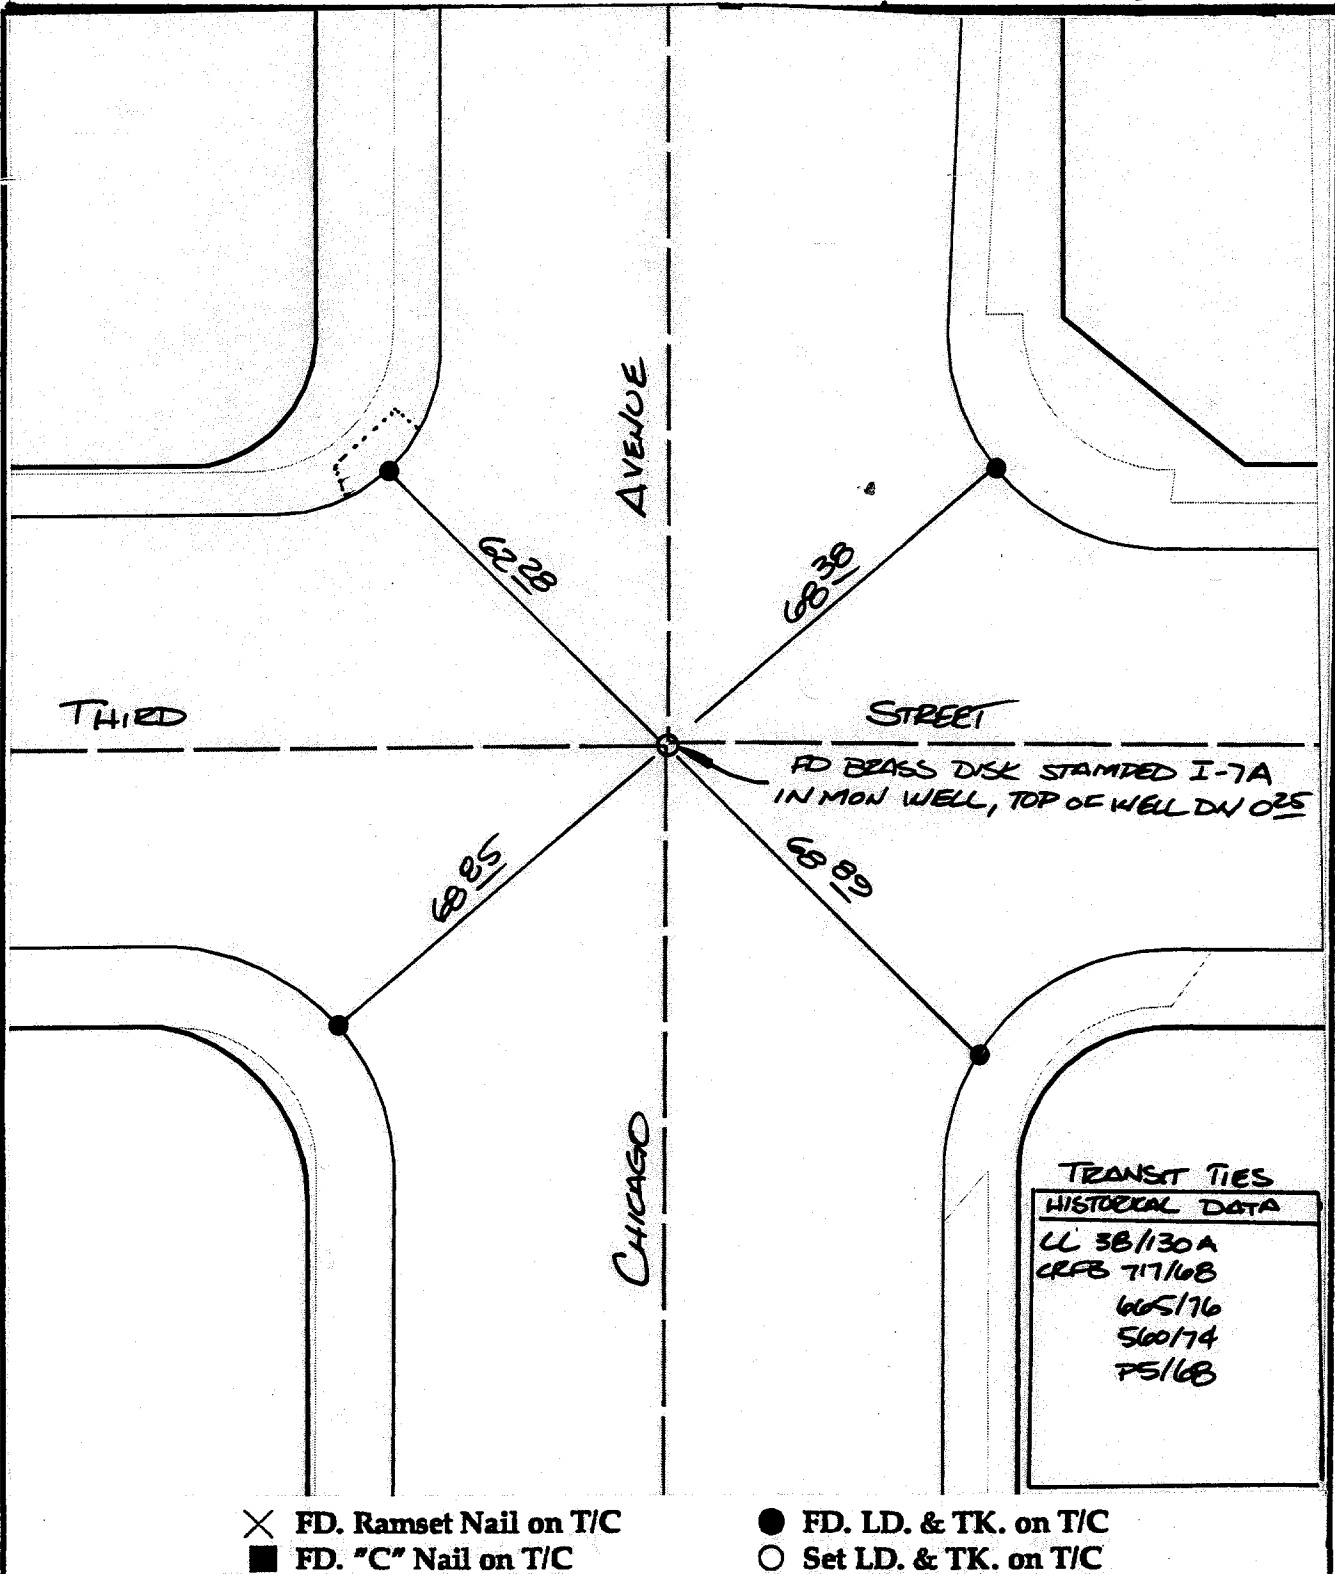 AVENUE
62 28
68 38
THIRD
STREET
FD BRASS DISK STAMPED I-7A
IN MON WELL, TOP OF WELL DN 0 25
68 85
68 89
CHICAGO
TRANSIT TIES
HISTORICAL DATA
LL 38/130A
CRFB 717/68
665/76
560/74
P5/68
FD. Ramset Nail on T/C
FD. LD. & TK. on T/C
FD. "C" Nail on T/C
Set LD. & TK. on T/C